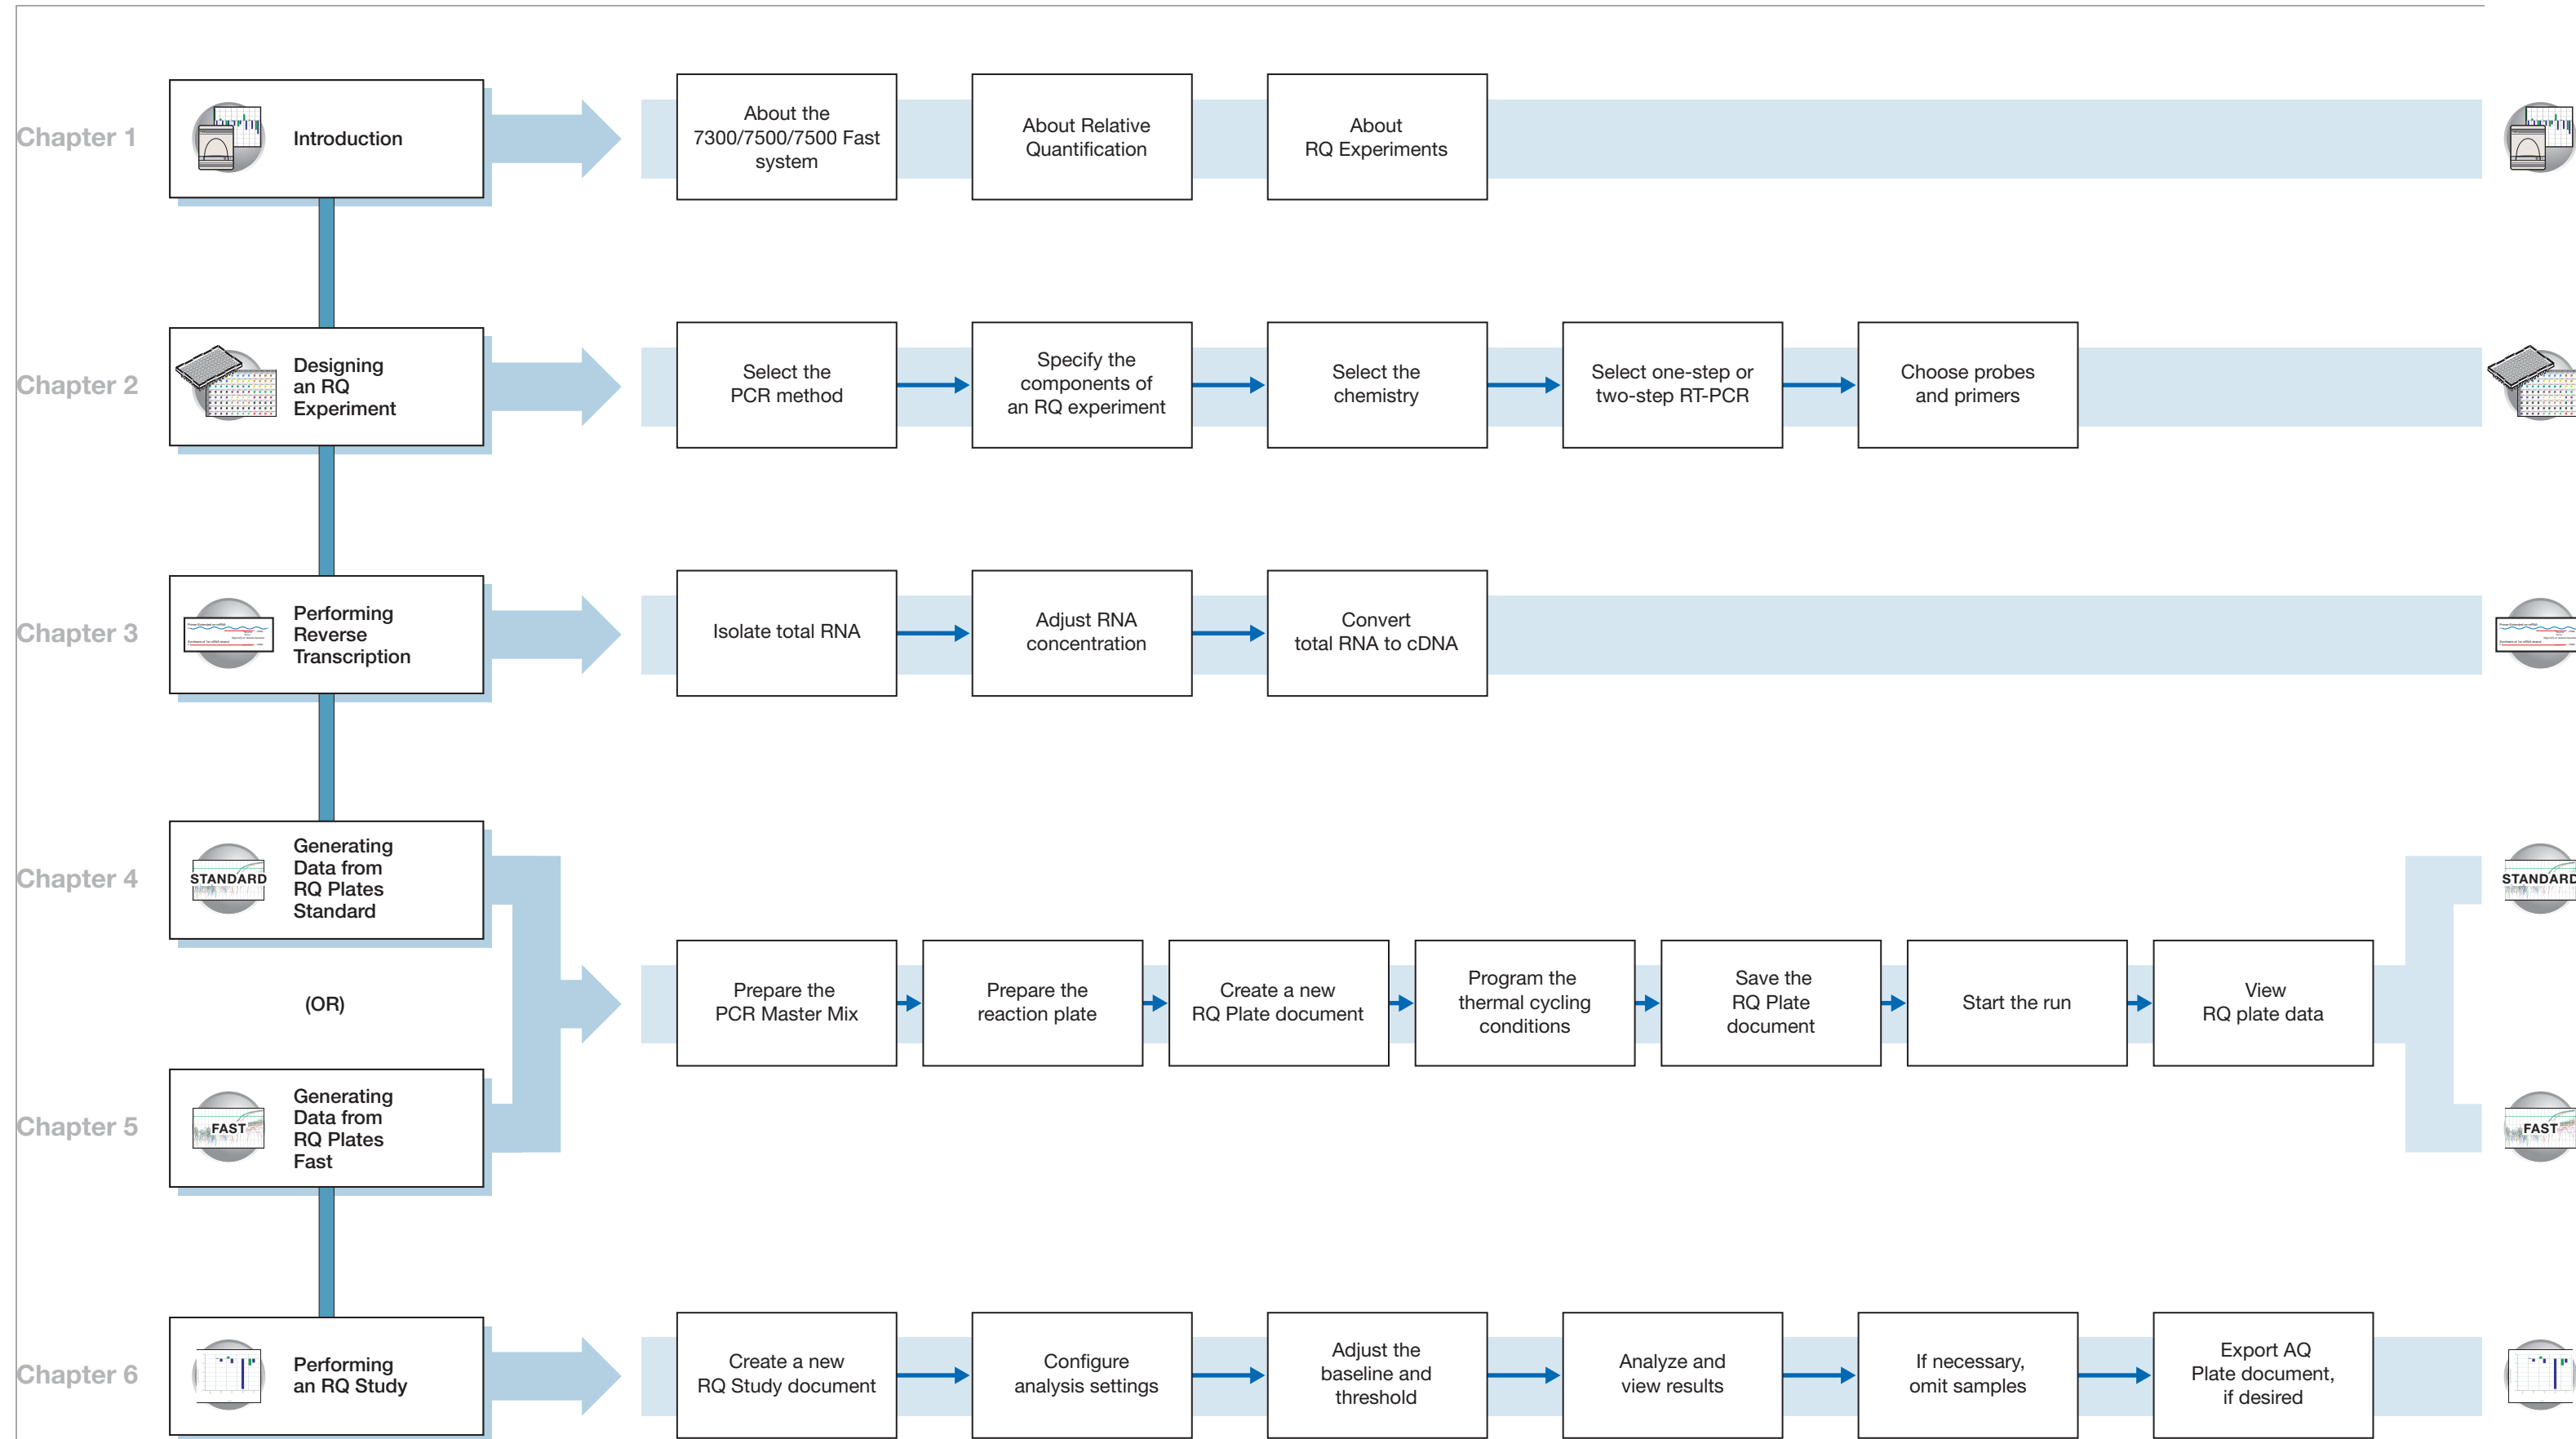 Chapter 1
Introduction
About the
7300/7500/7500 Fast
system
About Relative
Quantification
About
RQ Experiments
Chapter 2
Designing
an RQ
Experiment
Select the
PCR method
Specify the
components of
an RQ experiment
Select the
chemistry
Select one-step or
two-step RT-PCR
Choose probes
and primers
Chapter 3
Performing
Reverse
Transcription
Isolate total RNA
Adjust RNA
concentration
Convert
total RNA to cDNA
Chapter 4
STANDARD
Generating
Data from
RQ Plates
Standard
STANDARD
(OR)
Prepare the
PCR Master Mix
Prepare the
reaction plate
Create a new
RQ Plate document
Program the
thermal cycling
conditions
Save the
RQ Plate
document
Start the run
View
RQ plate data
Chapter 5
FAST
Generating
Data from
RQ Plates
Fast
FAST
Chapter 6
Performing
an RQ Study
Create a new
RQ Study document
Configure
analysis settings
Adjust the
baseline and
threshold
Analyze and
view results
If necessary,
omit samples
Export AQ
Plate document,
if desired